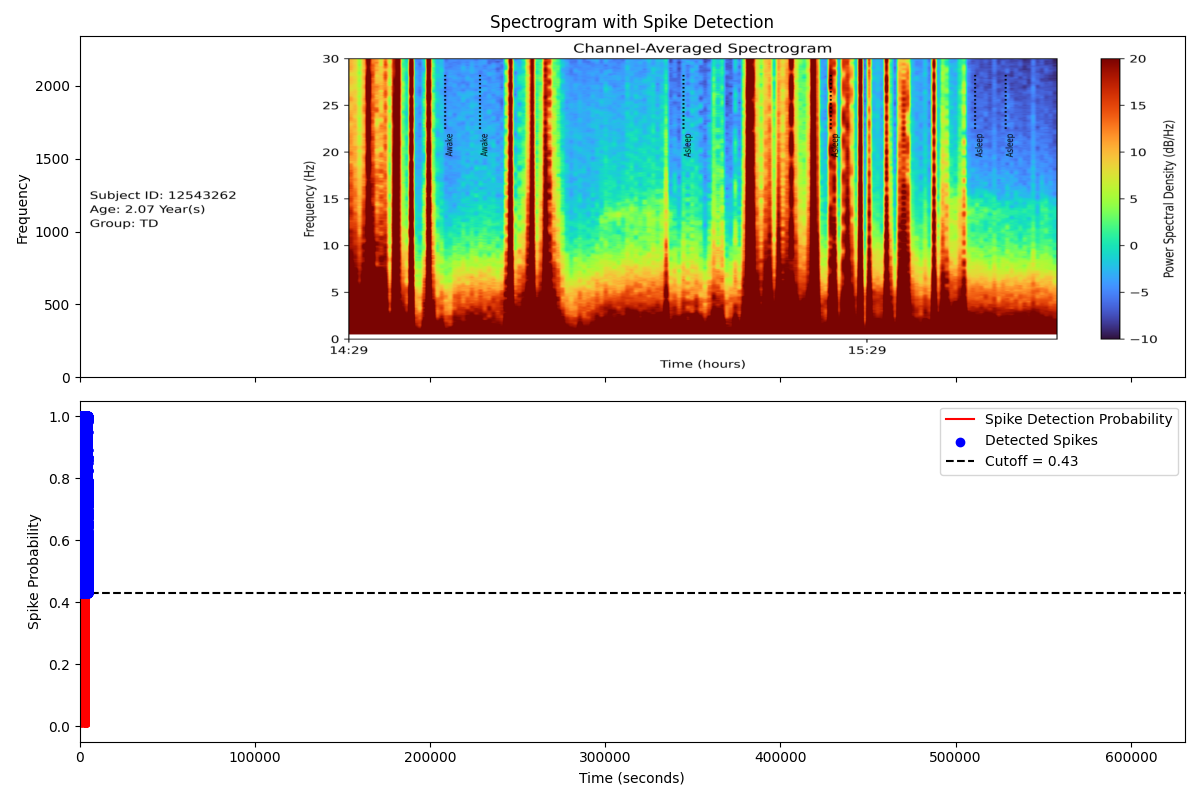 Spectrogram with Spike Detection
Channel-Averaged Spectrogram
Frequency
2000
1500
1000
500
0
Subject ID: 12543262
Age: 2.07 Year(s)
Group: TD
Frequency (Hz)
30
25
20
15
10
5
0
Awake
Awake
Asleep
Asleep
Asleep
Asleep
14:29
15:29
Time (hours)
20
15
10
5
0
−5
−10
Power Spectral Density (dB/Hz)
Spike Probability
1.0
0.8
0.6
0.4
0.2
0.0
Spike Detection Probability
Detected Spikes
Cutoff = 0.43
0
100000
200000
300000
400000
500000
600000
Time (seconds)